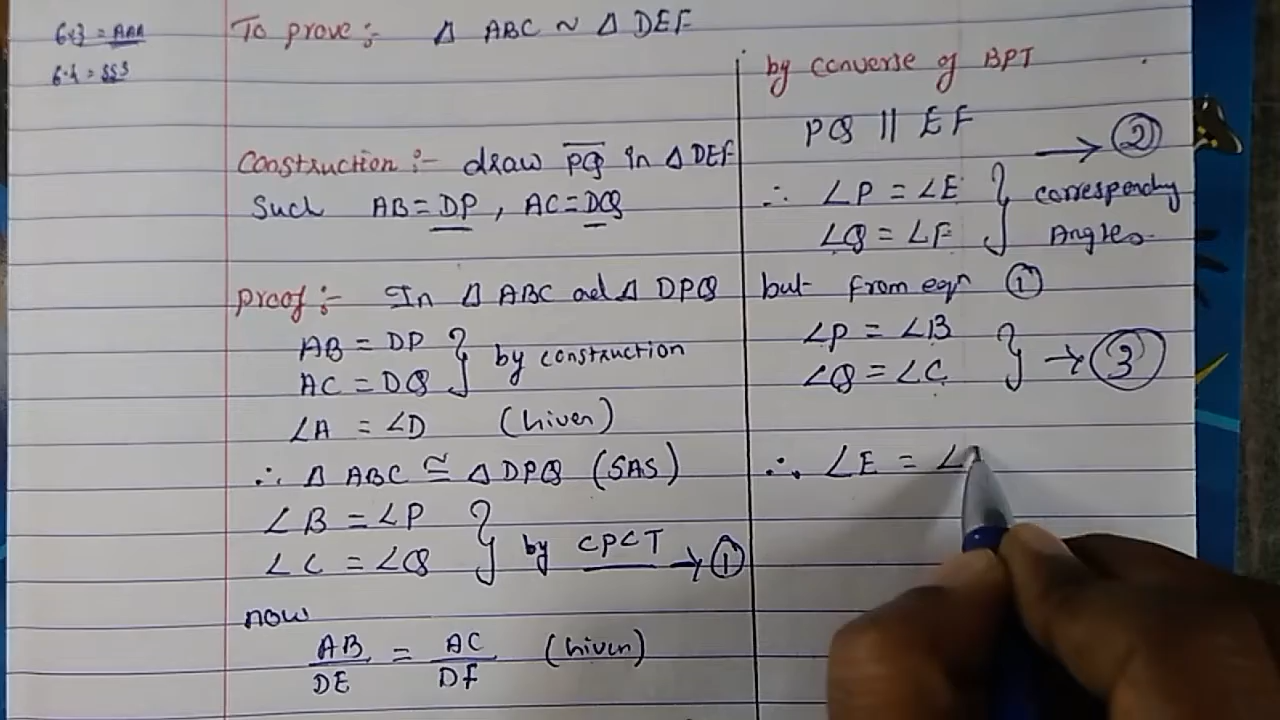 6.3 = AAA
6.4 = SSS
To prove :- Δ ABC ~ Δ DEF
Construction :- draw PQ in Δ DEF
Such AB = DP , AC = DQ
proof :- In Δ ABC ad Δ DPQ
AB = DP
AC = DQ } by construction
∠A = ∠D (Given)
∴ Δ ABC ≅ Δ DPQ (SAS)
∠B = ∠P
∠C = ∠Q } by CPCT → ①
now
AB/DE = AC/DF (Given)
by converse of BPT
PQ || EF
→ ②
∴ ∠P = ∠E } corresponding
∠Q = ∠F Angles.
but from eqn ①
∠P = ∠B
∠Q = ∠C } → ③
∴ ∠E = ∠